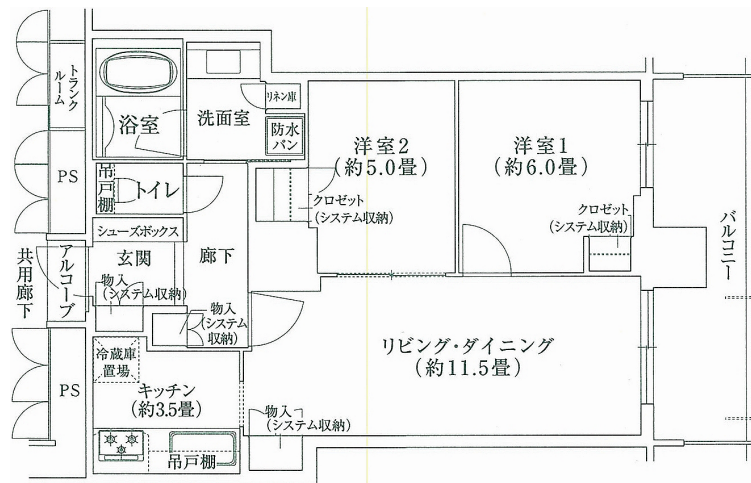 トランク
ルーム
浴室
洗面室
リネン庫
防水
パン
洋室2
(約5.0畳)
洋室1
(約6.0畳)
PS
吊戸棚
トイレ
クロゼット
(システム収納)
クロゼット
(システム収納)
シューズボックス
玄関
廊下
バルコニー
共用廊下
アルコーブ
物入
(システム収納)
物入
(システム
収納)
リビング・ダイニング
(約11.5畳)
冷蔵庫
置場
PS
キッチン
(約3.5畳)
物入
(システム収納)
吊戸棚